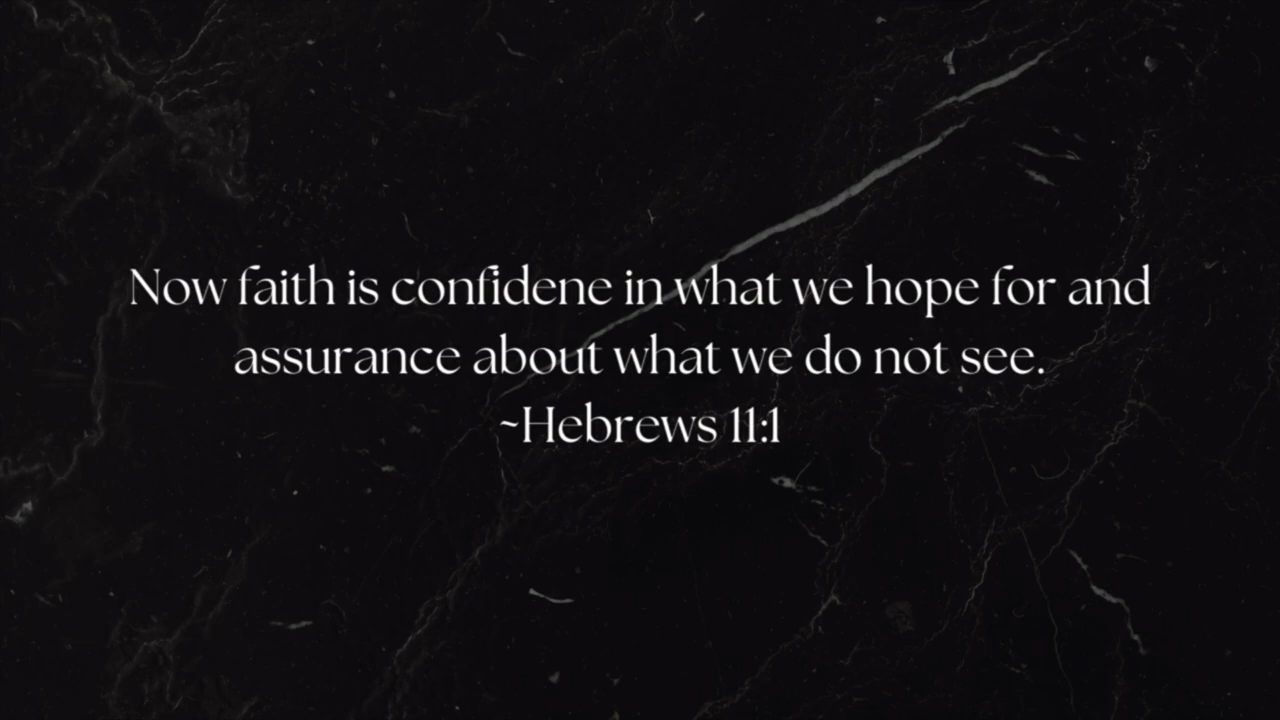 Now faith is confidene in what we hope for and
assurance about what we do not see.
~Hebrews 11:1